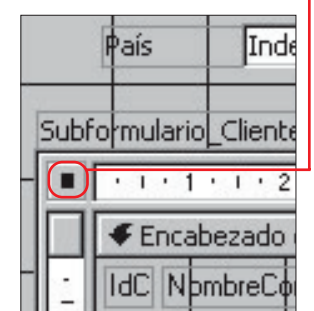 País Inde
Subformulario_Cliente
1 2
Encabezado
IdC NombreCo